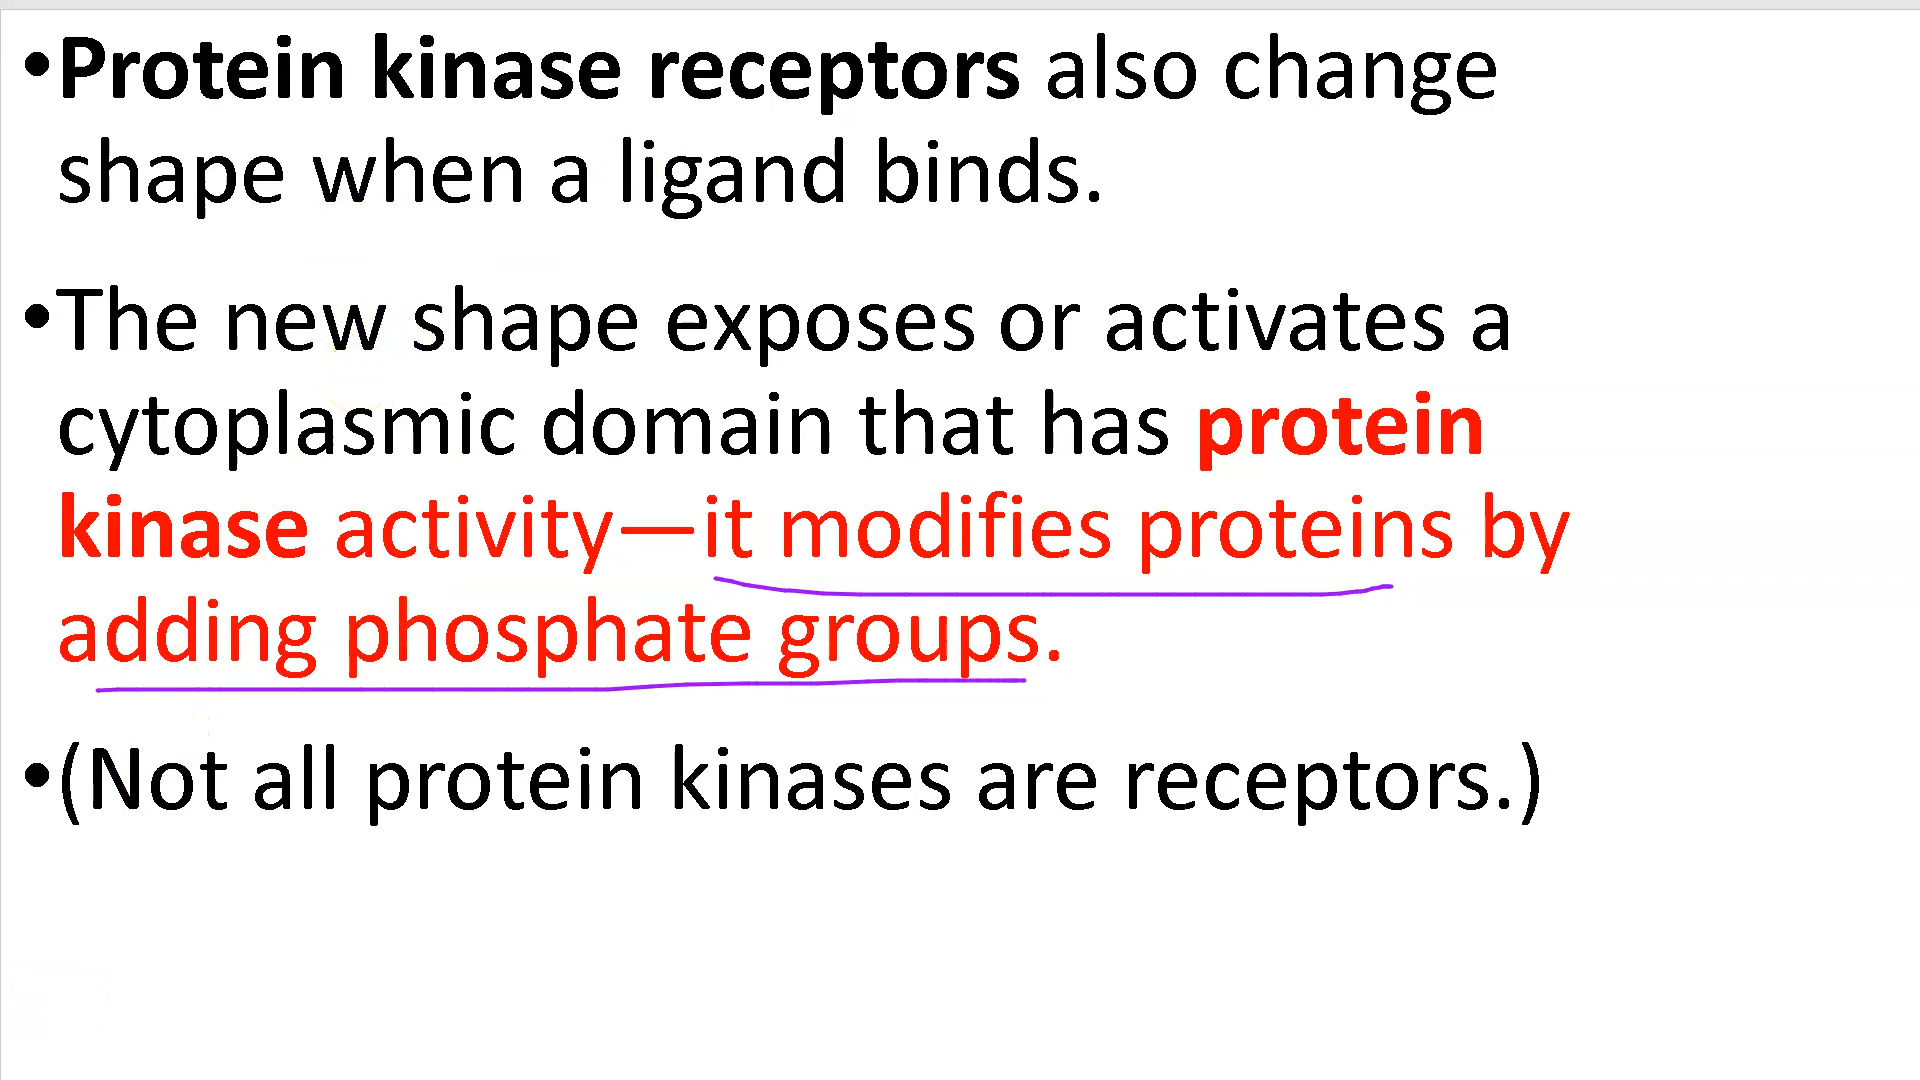 •Protein kinase receptors also change
shape when a ligand binds.
•The new shape exposes or activates a
cytoplasmic domain that has protein
kinase activity—it modifies proteins by
adding phosphate groups.
•(Not all protein kinases are receptors.)